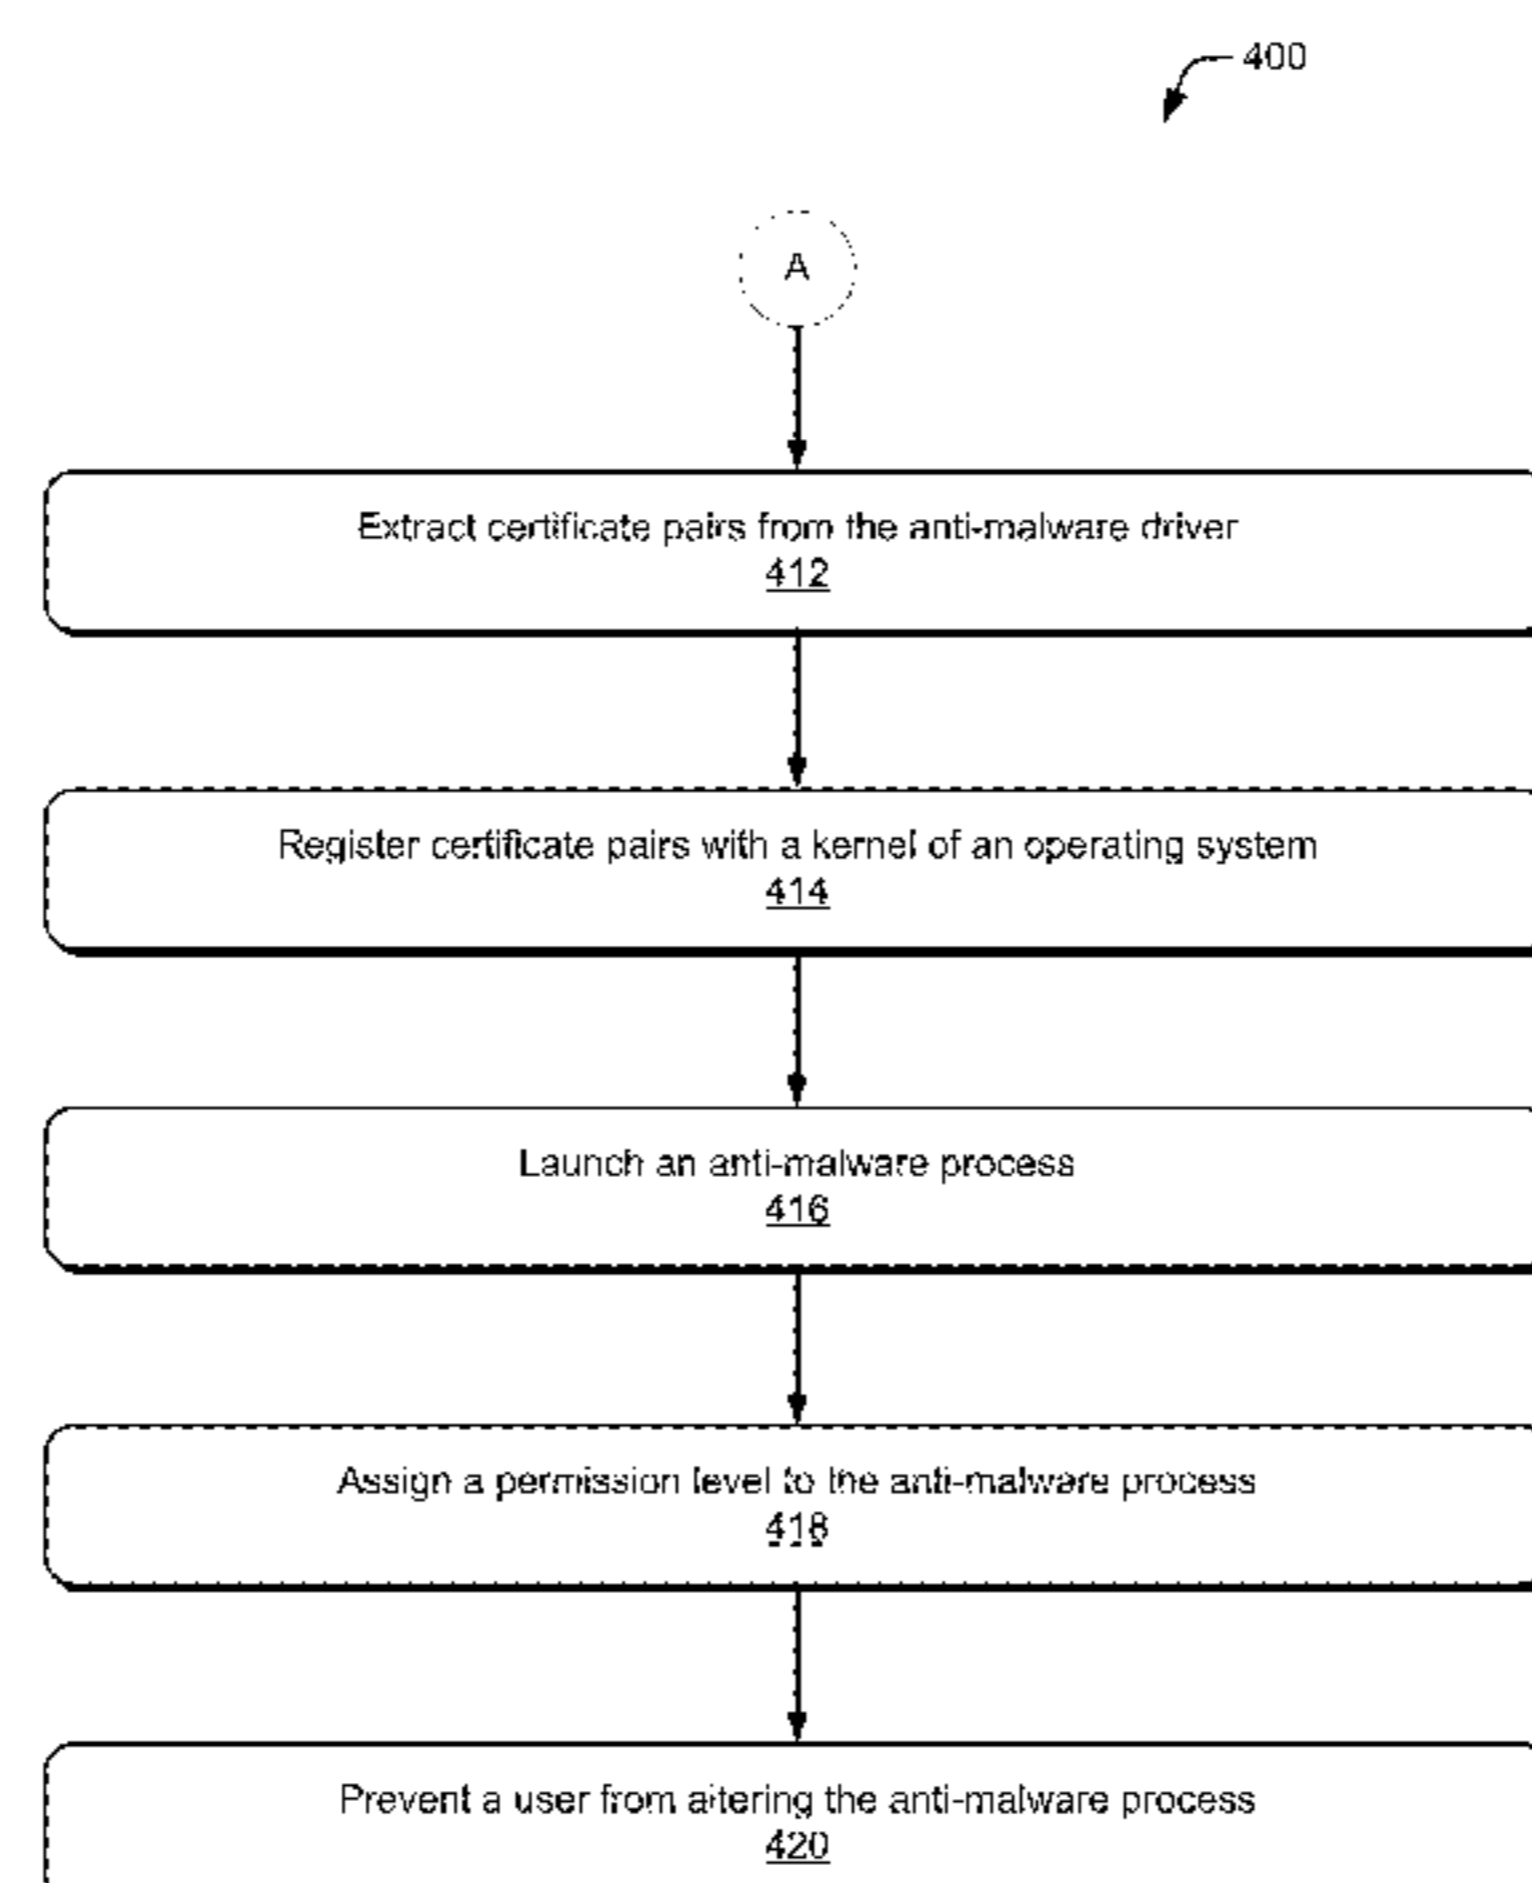 400
A
Extract certificate pairs from the anti-malware driver
412
Register certificate pairs with a kernel of an operating system
414
Launch an anti-malware process
416
Assign a permission level to the anti-malware process
418
Prevent a user from altering the anti-malware process
420